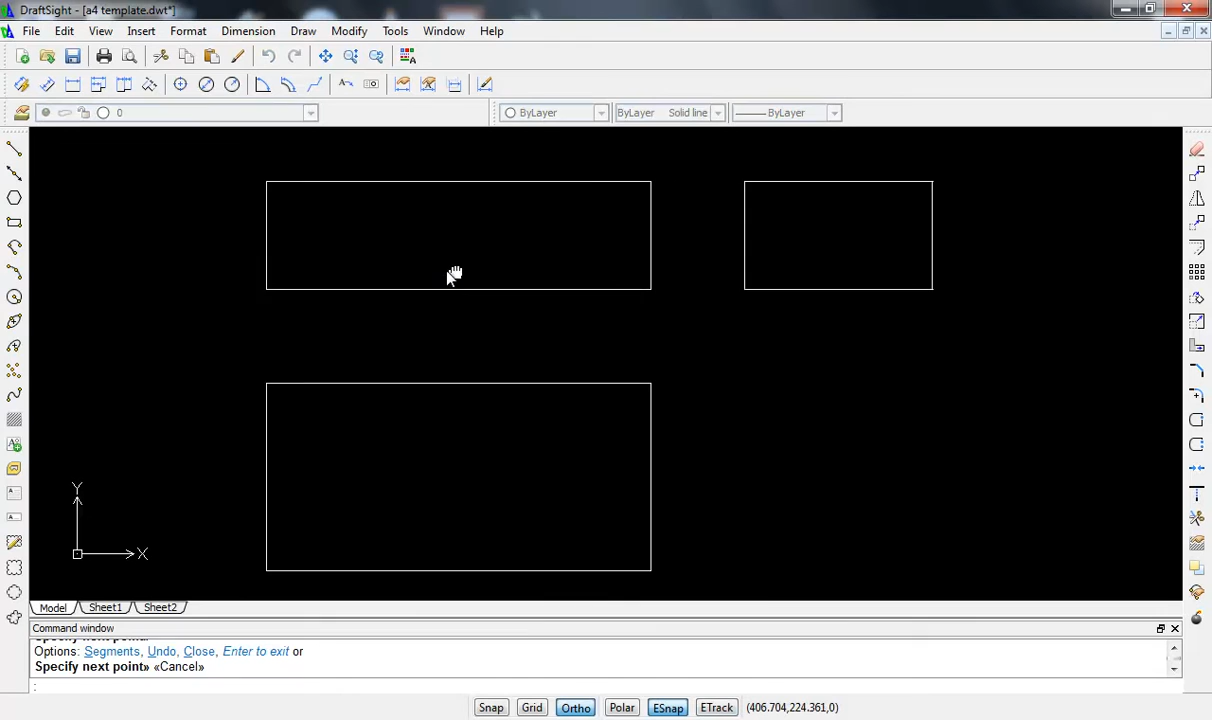 DraftSight - [a4 template.dwt*]
File Edit View Insert Format Dimension Draw Modify Tools Window Help
0 ByLayer ByLayer Solid line ByLayer
Y
X
Model Sheet1 Sheet2
Command window
Options: Segments, Undo, Close, Enter to exit or
Specify next point» «Cancel»
:
Snap Grid Ortho Polar ESnap ETrack (406.704,224.361,0)